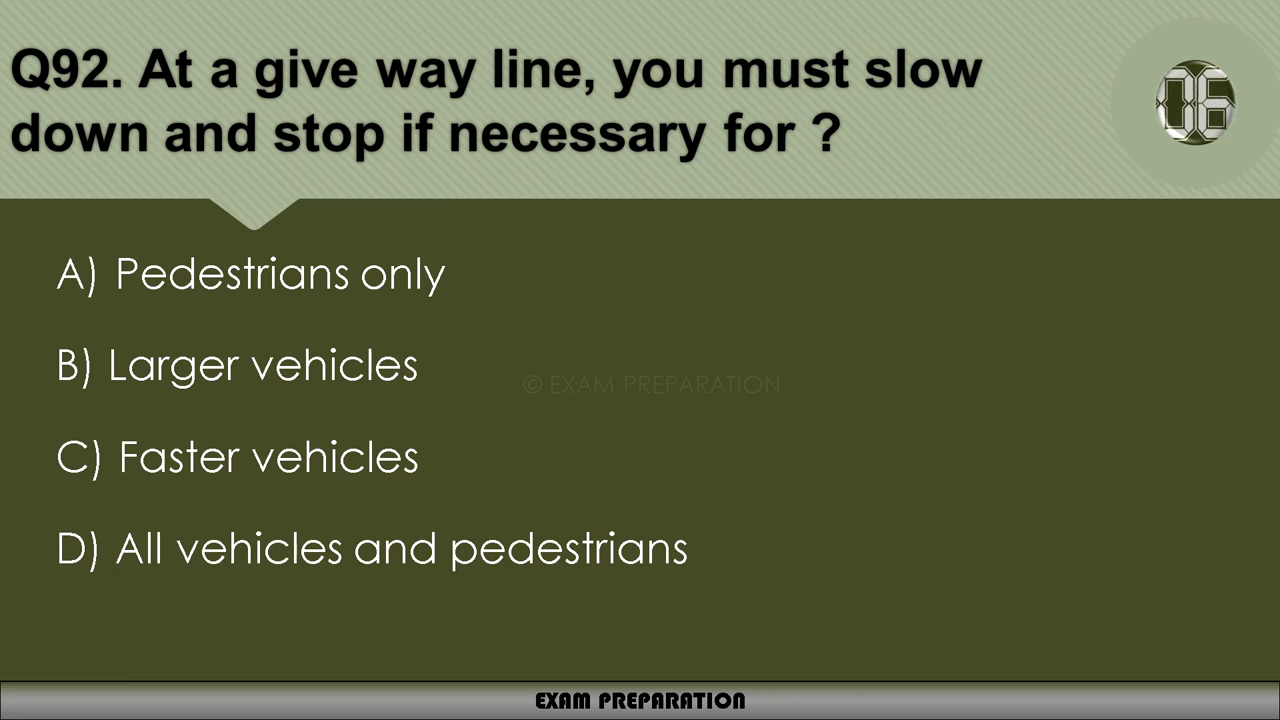 Q92. At a give way line, you must slow
down and stop if necessary for ?
06
A) Pedestrians only
B) Larger vehicles
© EXAM PREPARATION
C) Faster vehicles
D) All vehicles and pedestrians
EXAM PREPARATION